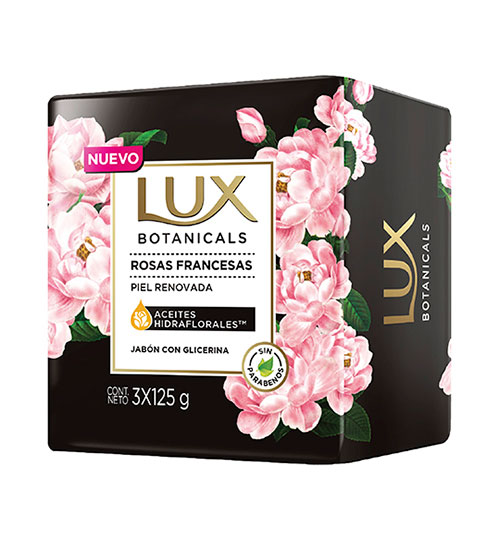 NUEVO
LUX
BOTANICALS
ROSAS FRANCESAS
PIEL RENOVADA
ACEITES
HIDRAFLORALES™
JABÓN CON GLICERINA
SIN
PARABENOS
CONT.
NETO 3X125 g
LUX
BOTANICALS